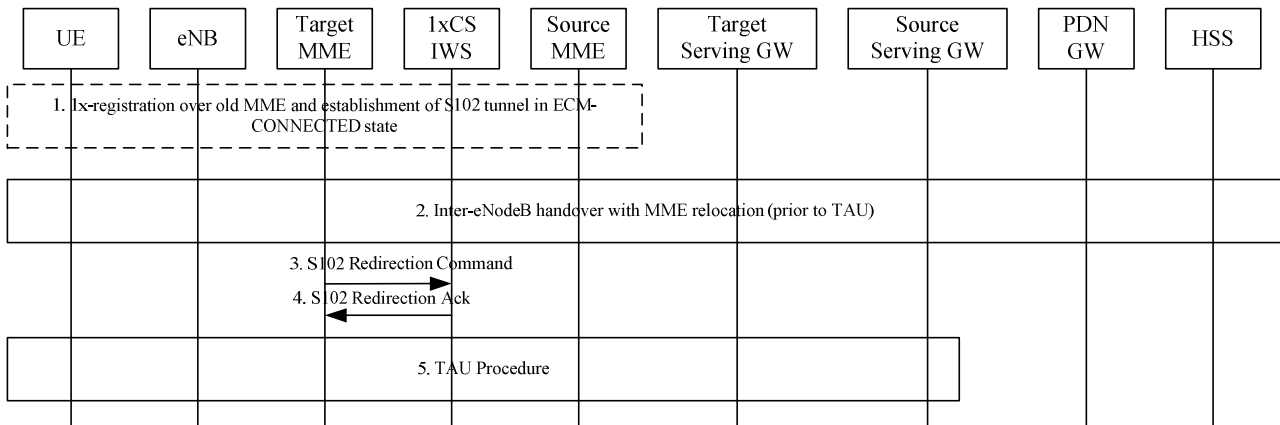 UE
eNB
Target
MME
1xCS
IWS
Source
MME
Target
Serving GW
Source
Serving GW
PDN
GW
HSS
1. 1x-registration over old MME and establishment of S102 tunnel in ECM-
CONNECTED state
2. Inter-eNodeB handover with MME relocation (prior to TAU)
3. S102 Redirection Command
4. S102 Redirection Ack
5. TAU Procedure